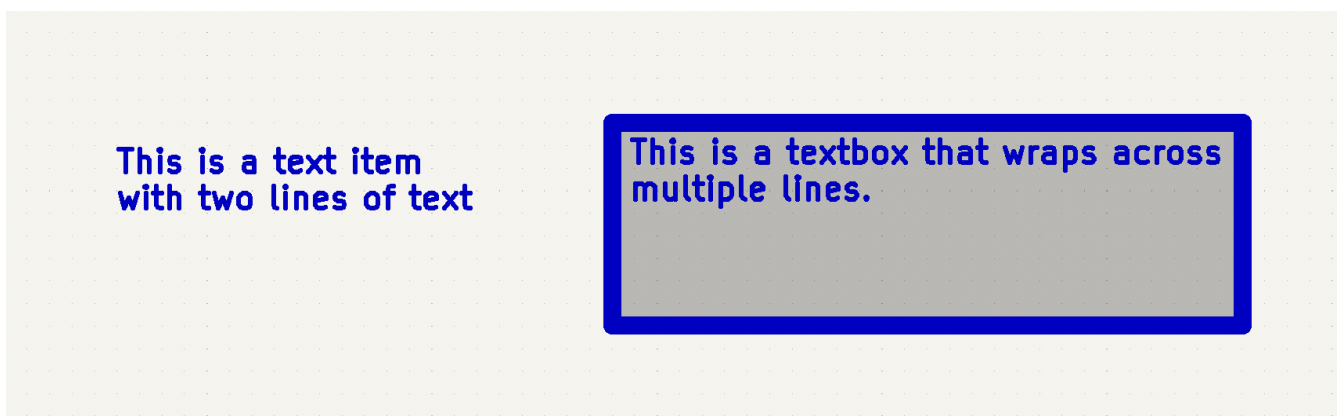 This is a text item
with two lines of text
This is a textbox that wraps across
multiple lines.